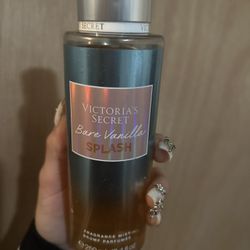 SECRET
VICTORIA'S
SECRET
Bare Vanilla
SPLASH
FRAGRANCE MIST